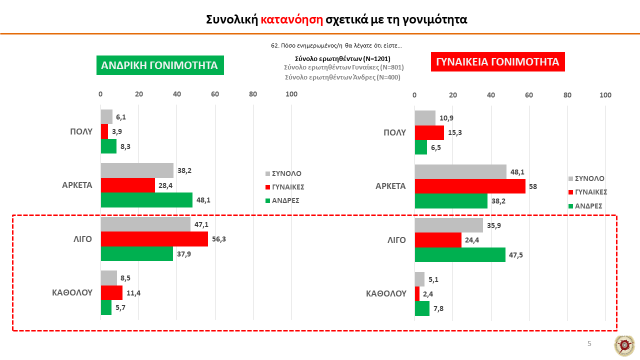 Συνολική κατανόηση σχετικά με τη γονιμότητα
62. Πόσο ενημερωμένος/η θα λέγατε ότι είστε...
Σύνολο ερωτηθέντων (N=1201)
Σύνολο ερωτηθέντων Γυναίκες (N=801)
Σύνολο ερωτηθέντων Άνδρες (N=400)
ΑΝΔΡΙΚΗ ΓΟΝΙΜΟΤΗΤΑ
0 20 40 60 80 100
ΠΟΛΥ
6,1
3,9
8,3
ΑΡΚΕΤΑ
38,2
28,4
48,1
ΛΙΓΟ
47,1
56,3
37,9
ΚΑΘΟΛΟΥ
8,5
11,4
5,7
ΣΥΝΟΛΟ
ΓΥΝΑΙΚΕΣ
ΑΝΔΡΕΣ
ΓΥΝΑΙΚΕΙΑ ΓΟΝΙΜΟΤΗΤΑ
0 20 40 60 80 100
ΠΟΛΥ
10,9
15,3
6,5
ΑΡΚΕΤΑ
48,1
58
38,2
ΛΙΓΟ
35,9
24,4
47,5
ΚΑΘΟΛΟΥ
5,1
2,4
7,8
ΣΥΝΟΛΟ
ΓΥΝΑΙΚΕΣ
ΑΝΔΡΕΣ
5